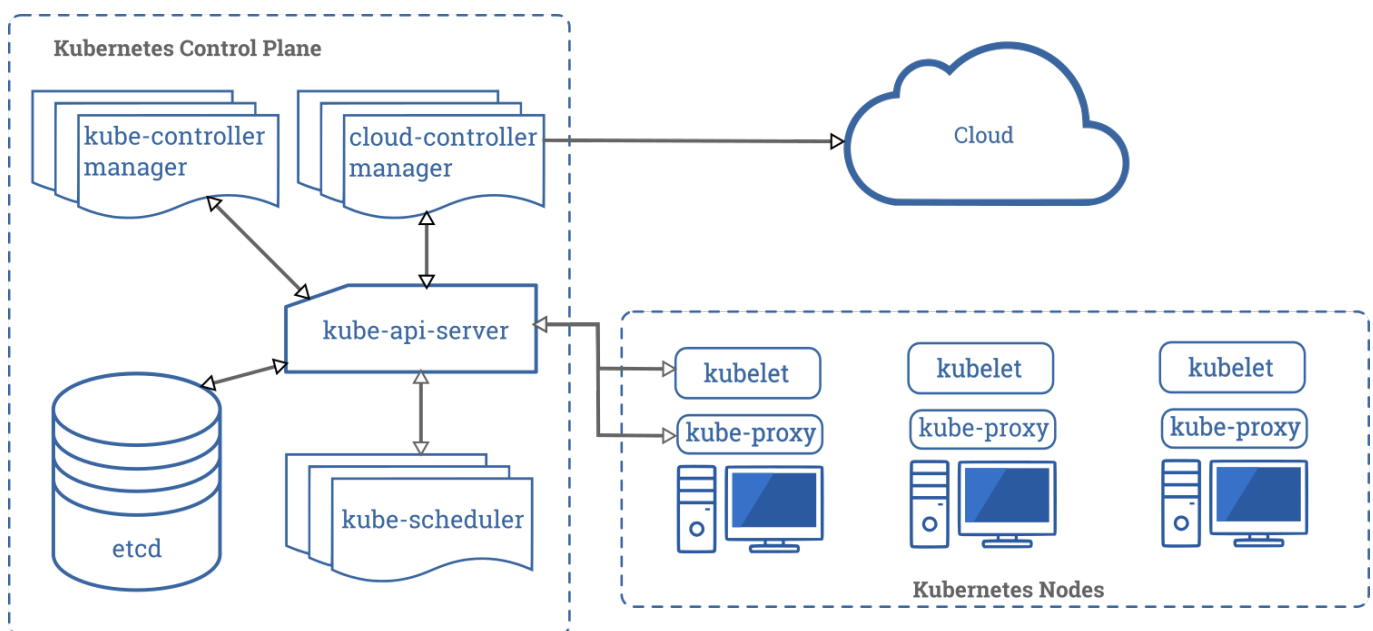 Kubernetes Control Plane
kube-controller
manager
cloud-controller
manager
Cloud
kube-api-server
kubelet
kubelet
kubelet
kube-proxy
kube-proxy
kube-proxy
etcd
kube-scheduler
Kubernetes Nodes